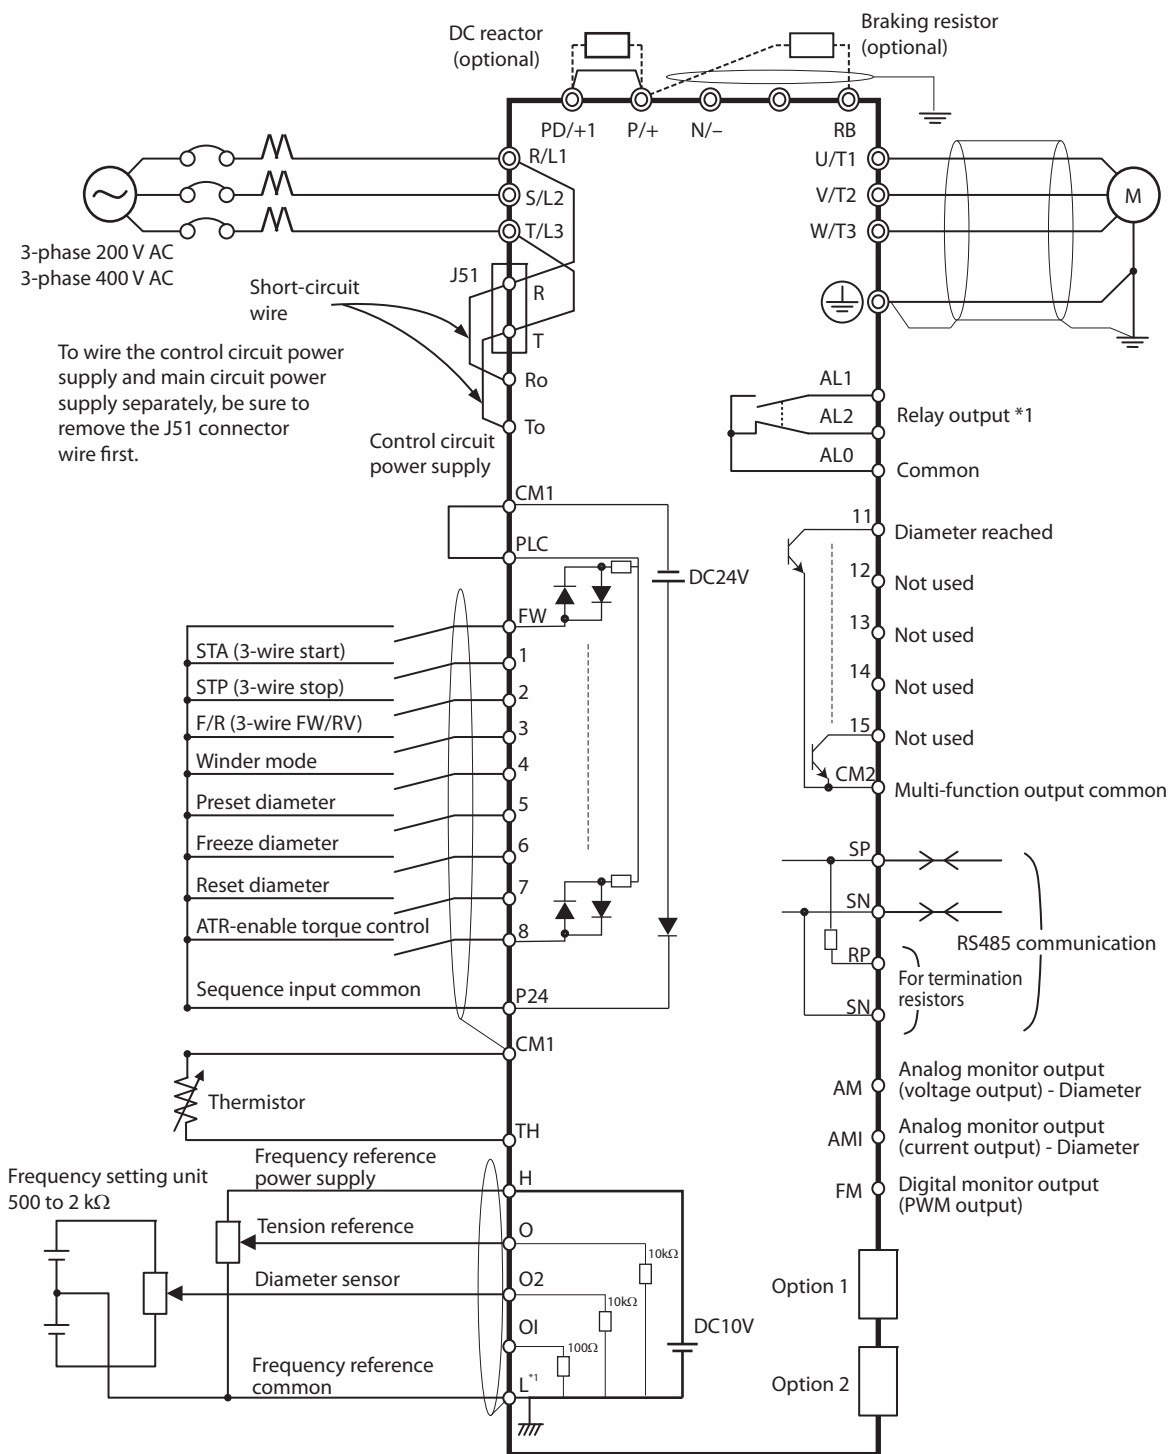 DC reactor
(optional)
Braking resistor
(optional)
PD/+1
P/+
N/–
RB
R/L1
S/L2
T/L3
U/T1
V/T2
W/T3
M
3-phase 200 V AC
3-phase 400 V AC
J51
R
T
Short-circuit
wire
To wire the control circuit power
supply and main circuit power
supply separately, be sure to
remove the J51 connector
wire first.
Ro
To
Control circuit
power supply
AL1
AL2
Relay output *1
AL0
Common
CM1
PLC
DC24V
11
Diameter reached
12
Not used
13
Not used
14
Not used
15
Not used
CM2
Multi-function output common
FW
STA (3-wire start)
1
STP (3-wire stop)
2
F/R (3-wire FW/RV)
3
Winder mode
4
Preset diameter
5
Freeze diameter
6
Reset diameter
7
ATR-enable torque control
8
Sequence input common
P24
CM1
Thermistor
TH
SP
SN
RS485 communication
RP
For termination
resistors
SN
AM
Analog monitor output
(voltage output) - Diameter
AMI
Analog monitor output
(current output) - Diameter
FM
Digital monitor output
(PWM output)
Frequency setting unit
500 to 2 kΩ
Frequency reference
power supply
H
Tension reference
O
10kΩ
Diameter sensor
O2
10kΩ
OI
100Ω
DC10V
Frequency reference
common
L*1
Option 1
Option 2